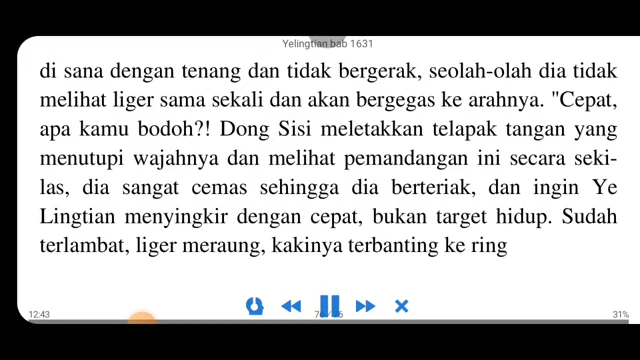 Yelingtian bab 1631
di sana dengan tenang dan tidak bergerak, seolah-olah dia tidak
melihat liger sama sekali dan akan bergegas ke arahnya. "Cepat,
apa kamu bodoh?! Dong Sisi meletakkan telapak tangan yang
menutupi wajahnya dan melihat pemandangan ini secara seki-
las, dia sangat cemas sehingga dia berteriak, dan ingin Ye
Lingtian menyingkir dengan cepat, bukan target hidup. Sudah
terlambat, liger meraung, kakinya terbanting ke ring
12:43
31%